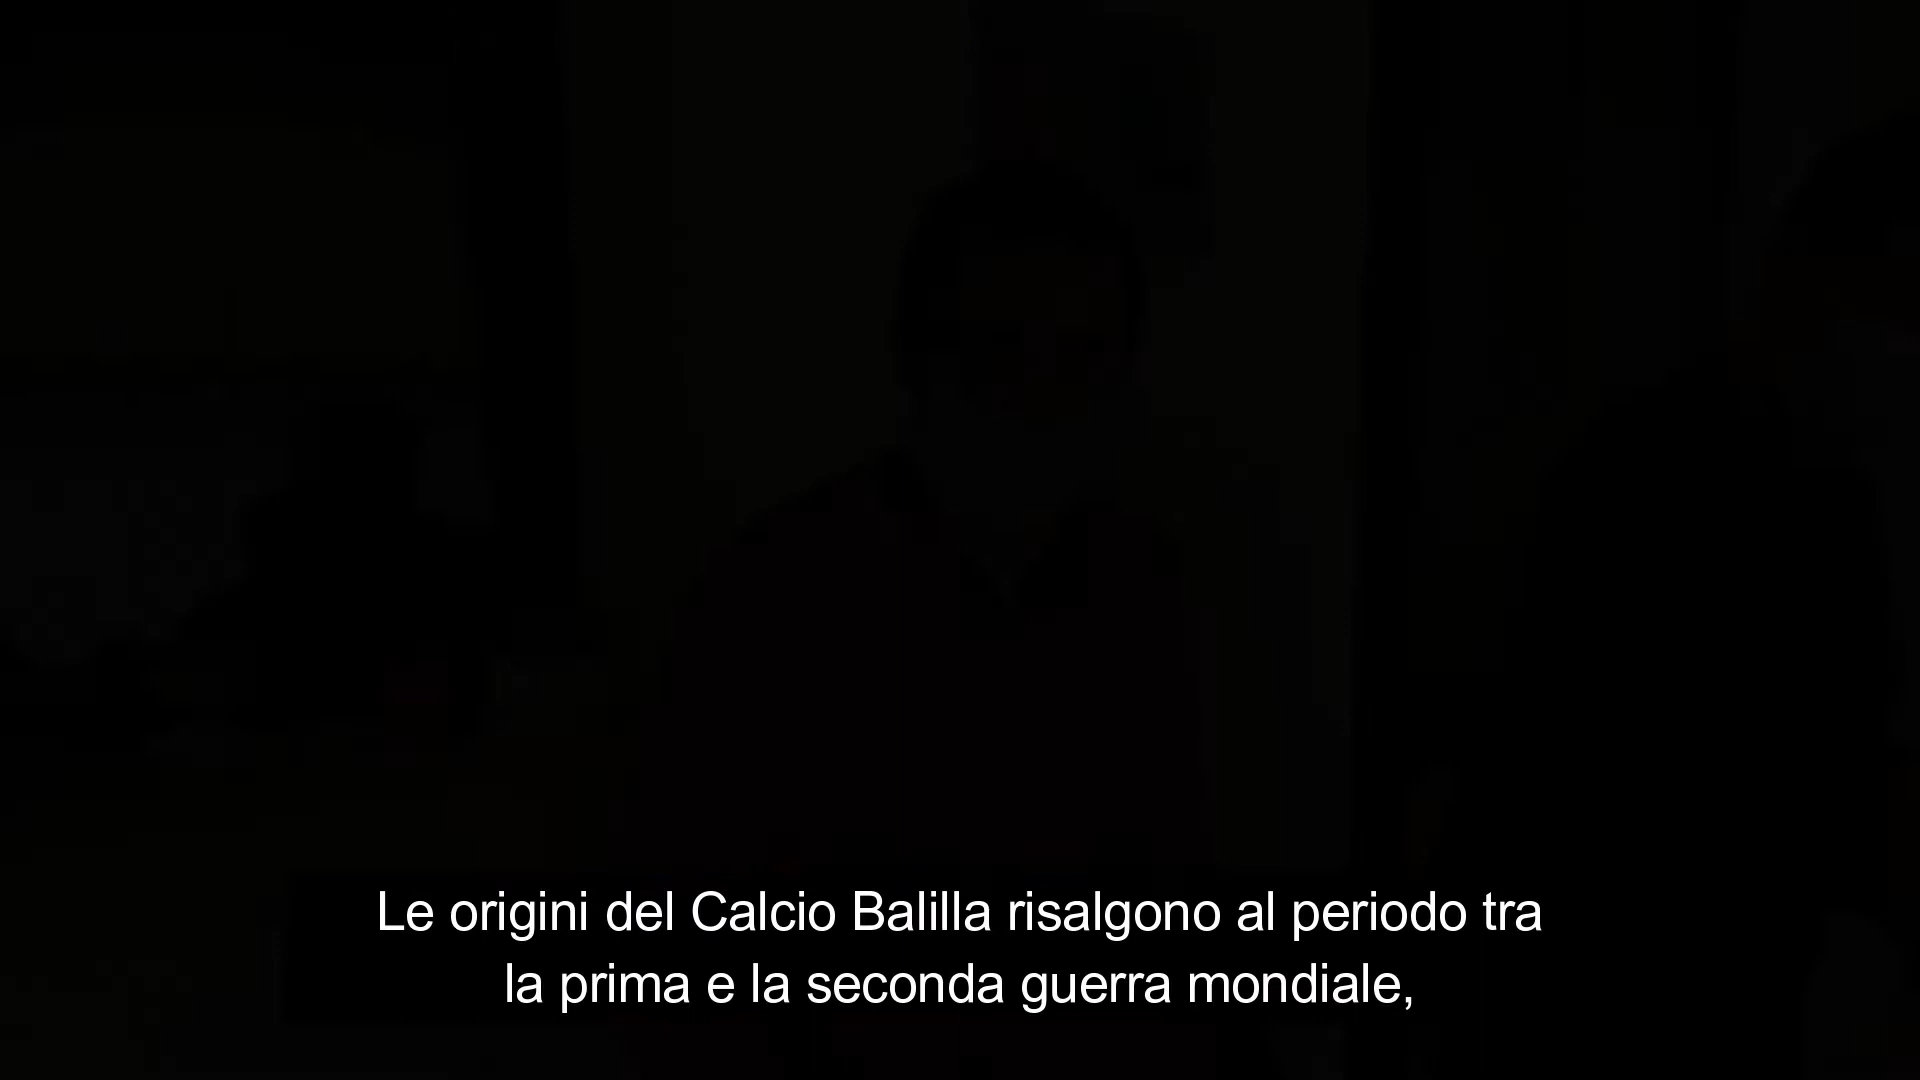 Le origini del Calcio Balilla risalgono al periodo tra
la prima e la seconda guerra mondiale,